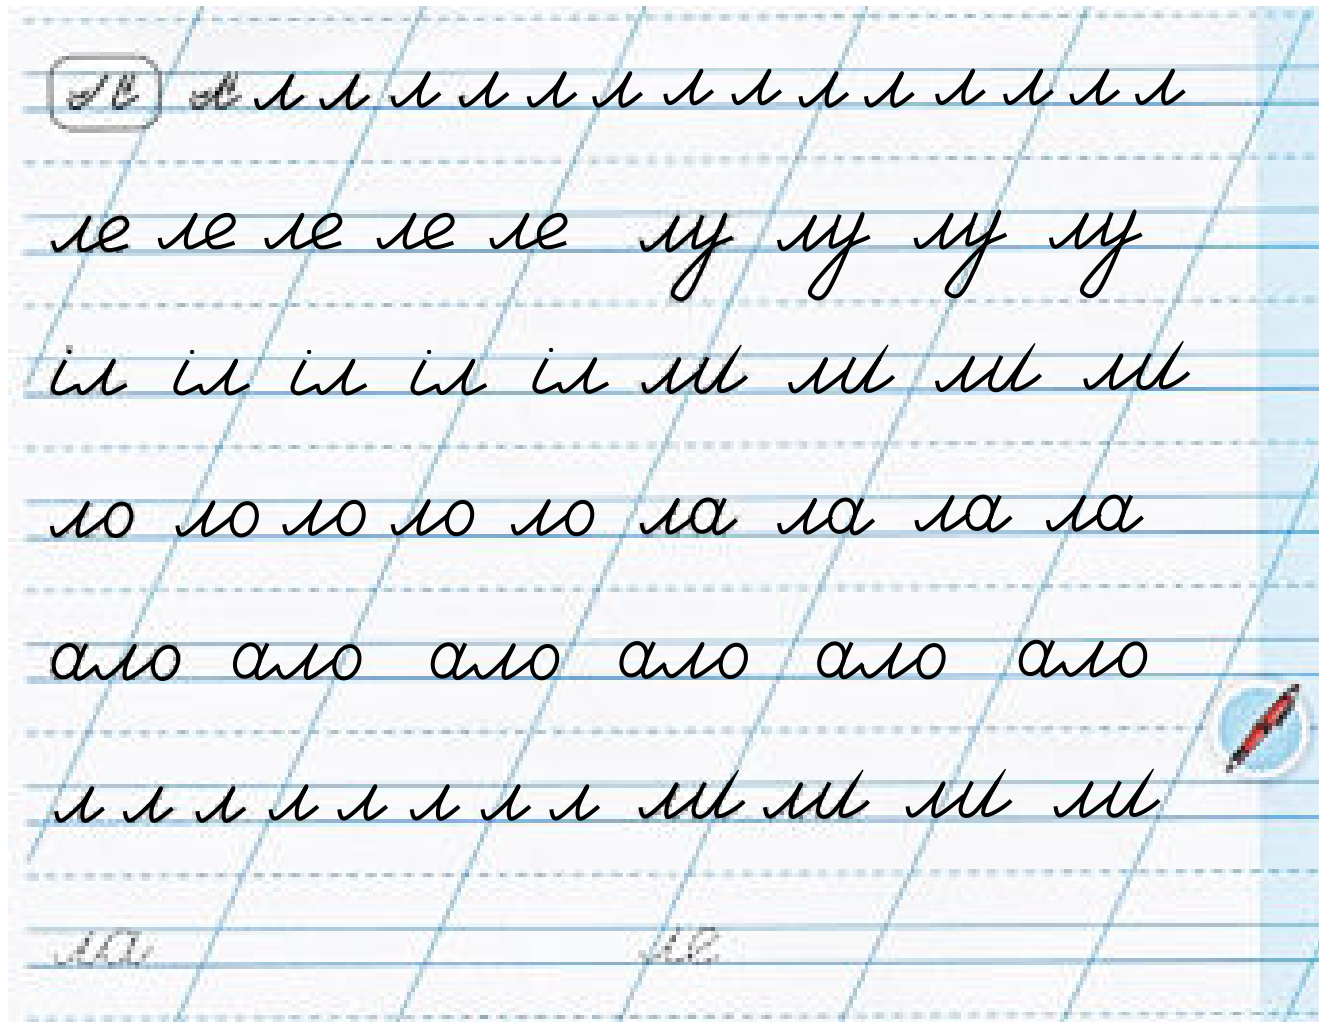 л л л л л л л л л л л л л л л
ле ле ле ле ле лу лу лу лу
іл іл іл іл іл ли ли ли ли
ло ло ло ло ло ла ла ла ла
ало ало ало ало ало ало
л л л л л л л л ли ли ли ли
ла ле